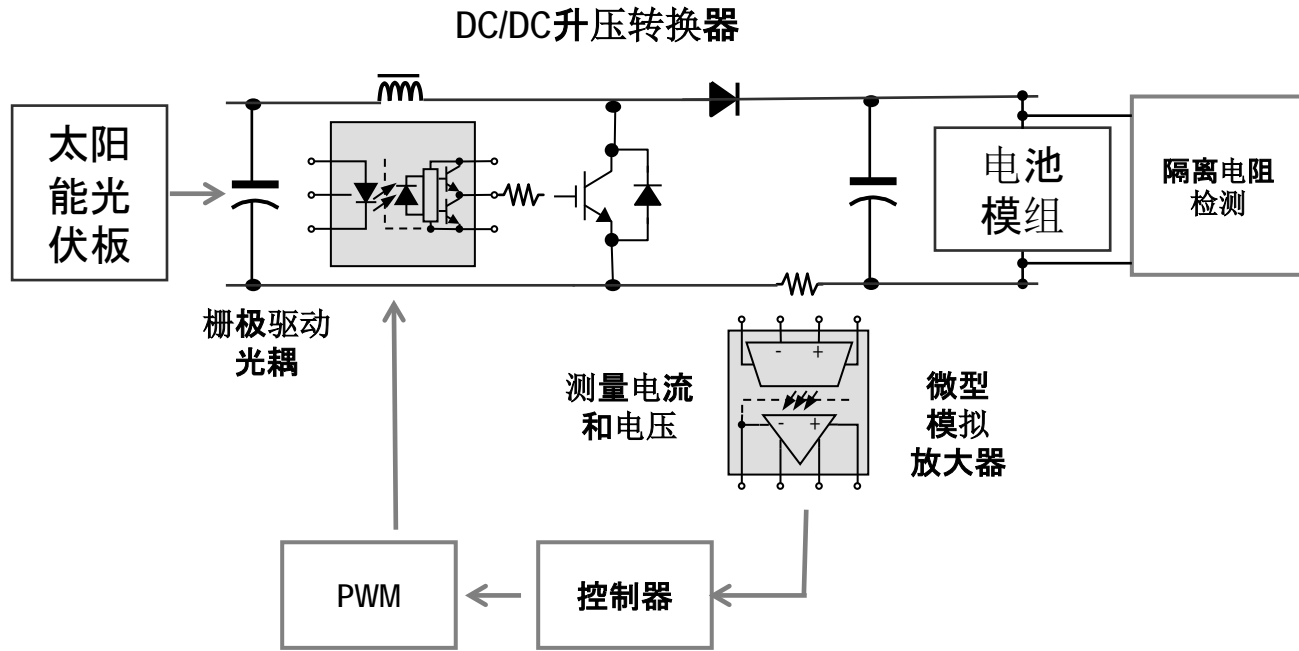 DC/DC升压转换器
太阳
能光
伏板
电池
模组
隔离电阻
检测
栅极驱动
光耦
测量电流
和电压
- +
- +
微型
模拟
放大器
PWM
控制器